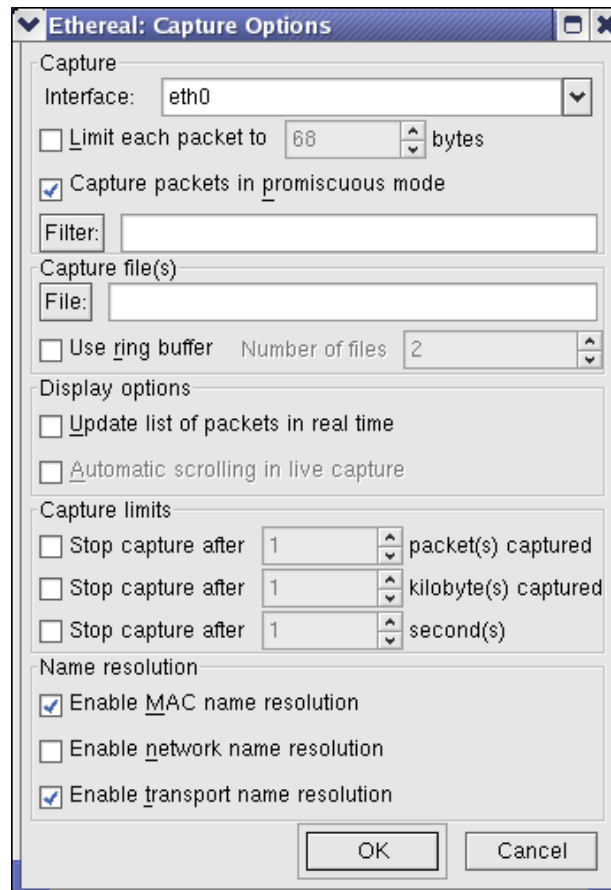 Ethereal: Capture Options
Capture
Interface: eth0
Limit each packet to 68 bytes
Capture packets in promiscuous mode
Filter:
Capture file(s)
File:
Use ring buffer Number of files 2
Display options
Update list of packets in real time
Automatic scrolling in live capture
Capture limits
Stop capture after 1 packet(s) captured
Stop capture after 1 kilobyte(s) captured
Stop capture after 1 second(s)
Name resolution
Enable MAC name resolution
Enable network name resolution
Enable transport name resolution
OK Cancel